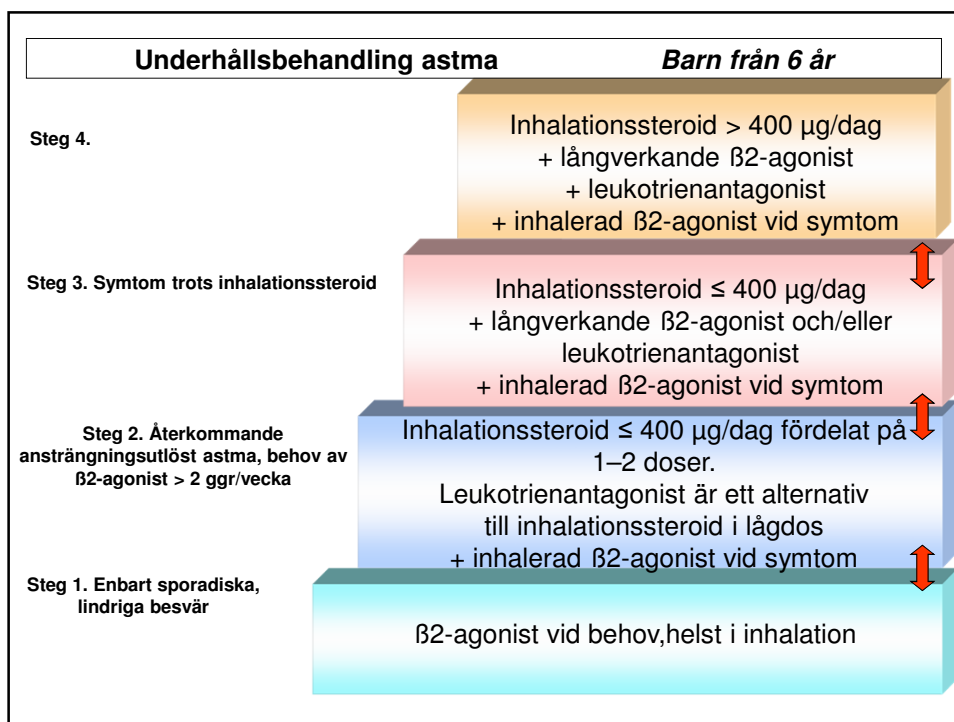 Underhållsbehandling astma Barn från 6 år
Steg 4.
Inhalationssteroid > 400 µg/dag
+ långverkande ß2-agonist
+ leukotrienantagonist
+ inhalerad ß2-agonist vid symtom
Steg 3. Symtom trots inhalationssteroid
Inhalationssteroid ≤ 400 µg/dag
+ långverkande ß2-agonist och/eller
leukotrienantagonist
+ inhalerad ß2-agonist vid symtom
Steg 2. Återkommande
ansträngningsutlöst astma, behov av
ß2-agonist > 2 ggr/vecka
Inhalationssteroid ≤ 400 µg/dag fördelat på
1–2 doser.
Leukotrienantagonist är ett alternativ
till inhalationssteroid i lågdos
+ inhalerad ß2-agonist vid symtom
Steg 1. Enbart sporadiska,
lindriga besvär
ß2-agonist vid behov,helst i inhalation